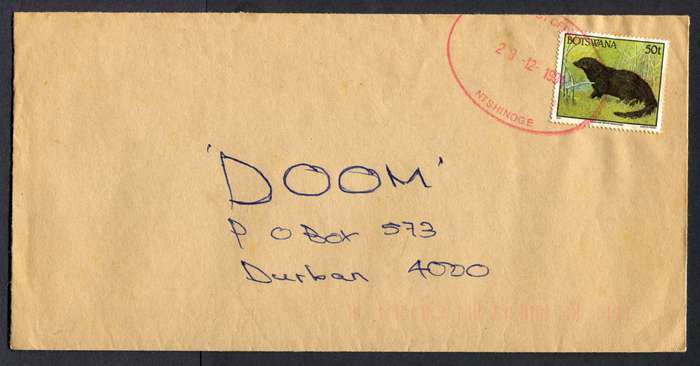 BOTSWANA 50t
NTSHINOGE
'DOOM'
P O Box 573
Durban 4000